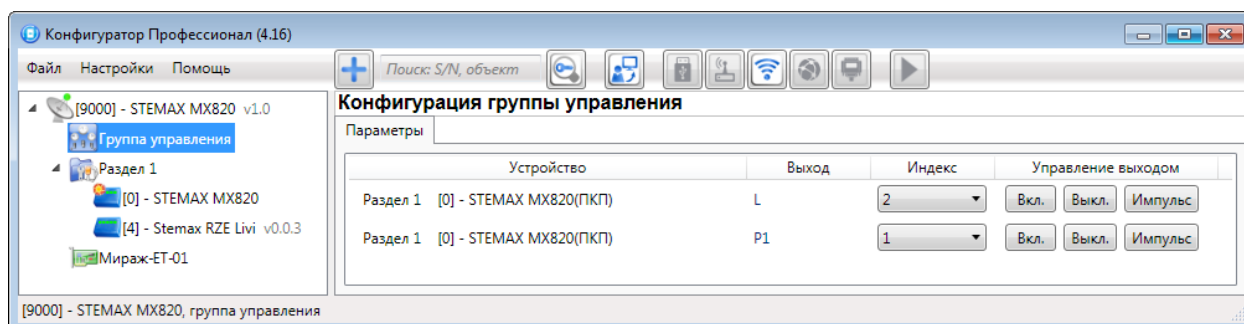 Конфигуратор Профессионал (4.16)
Файл Настройки Помощь
Поиск: S/N, объект
[9000] - STEMAX MX820 v1.0
Группа управления
Раздел 1
[0] - STEMAX MX820
[4] - Stemax RZE Livi v0.0.3
Мираж-ET-01
Конфигурация группы управления
Параметры
Устройство Выход Индекс Управление выходом
Раздел 1 [0] - STEMAX MX820(ПКП) L 2 Вкл. Выкл. Импульс
Раздел 1 [0] - STEMAX MX820(ПКП) P1 1 Вкл. Выкл. Импульс
[9000] - STEMAX MX820, группа управления